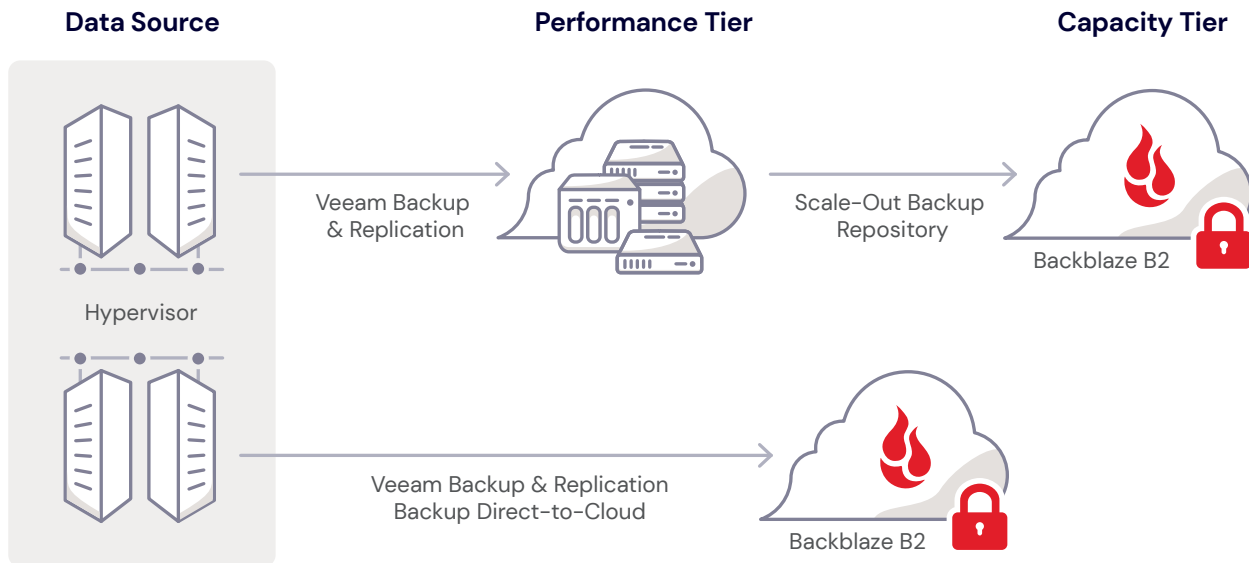 Data Source
Performance Tier
Capacity Tier
Veeam Backup
& Replication
Scale-Out Backup
Repository
Backblaze B2
Hypervisor
Veeam Backup & Replication
Backup Direct-to-Cloud
Backblaze B2